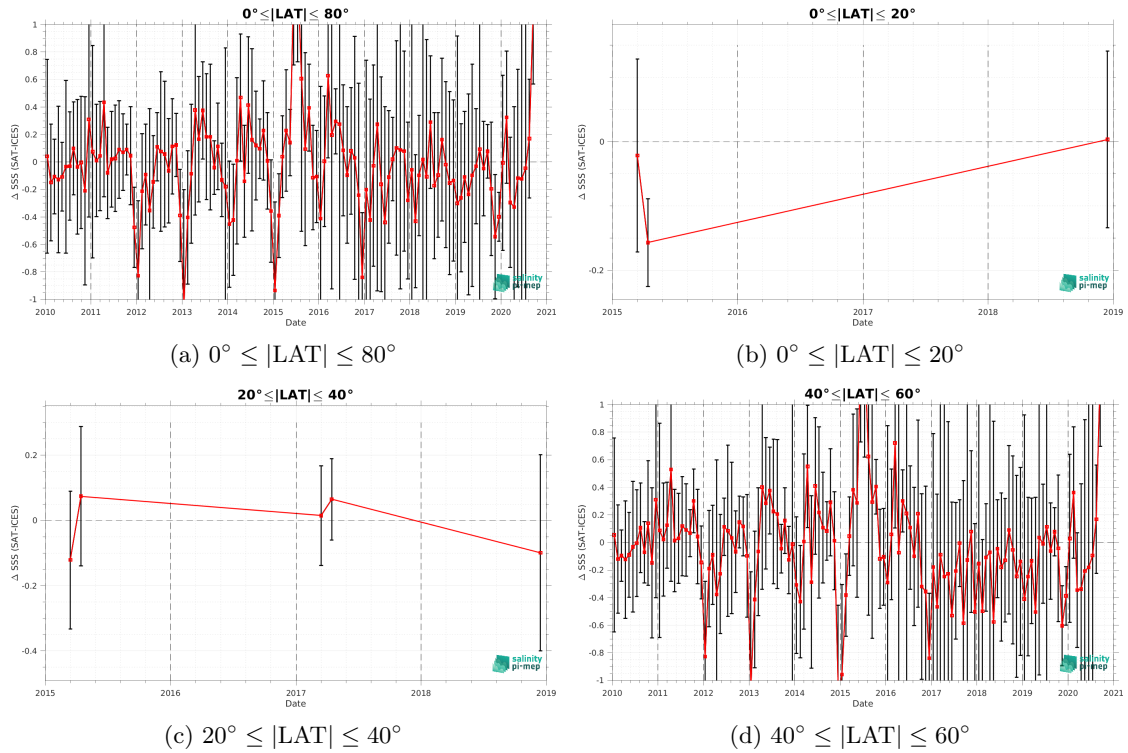 0°≤|LAT|≤ 80°
Δ SSS (SAT-ICES)
1
0.8
0.6
0.4
0.2
0
-0.2
-0.4
-0.6
-0.8
-1
2010 2011 2012 2013 2014 2015 2016 2017 2018 2019 2020 2021
Date
salinity
pi-mep
(a) 0° ≤ |LAT| ≤ 80°
0°≤|LAT|≤ 20°
Δ SSS (SAT-ICES)
0
-0.2
2015 2016 2017 2018 2019
Date
salinity
pi-mep
(b) 0° ≤ |LAT| ≤ 20°
20°≤|LAT|≤ 40°
Δ SSS (SAT-ICES)
0.2
0
-0.2
-0.4
2015 2016 2017 2018 2019
Date
salinity
pi-mep
(c) 20° ≤ |LAT| ≤ 40°
40°≤|LAT|≤ 60°
Δ SSS (SAT-ICES)
1
0.8
0.6
0.4
0.2
0
-0.2
-0.4
-0.6
-0.8
-1
2010 2011 2012 2013 2014 2015 2016 2017 2018 2019 2020 2021
Date
salinity
pi-mep
(d) 40° ≤ |LAT| ≤ 60°